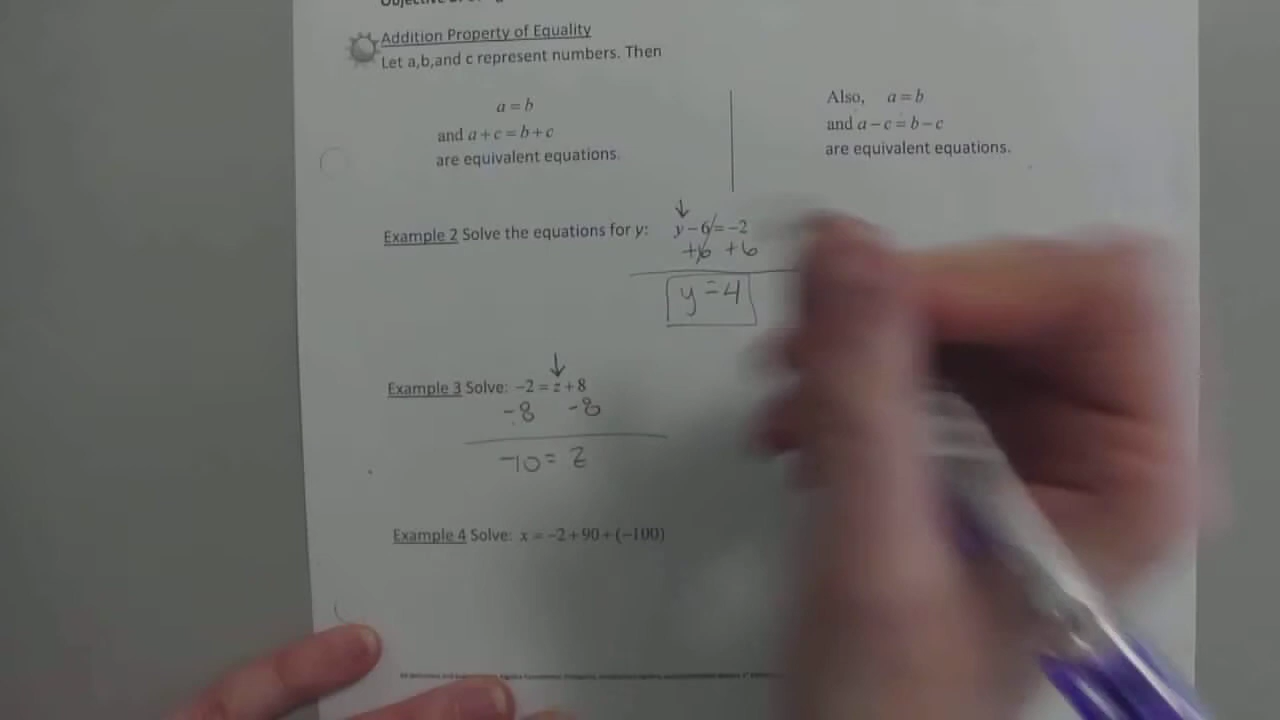 Addition Property of Equality
Let a,b,and c represent numbers. Then
a = b
and a + c = b + c
are equivalent equations.
Also, a = b
and a − c = b − c
are equivalent equations.
Example 2 Solve the equations for y: y − 6 = −2
+6 +6
y = 4
Example 3 Solve: −2 = z + 8
-8 -8
-10 = z
Example 4 Solve: x = −2 + 90 + (−100)